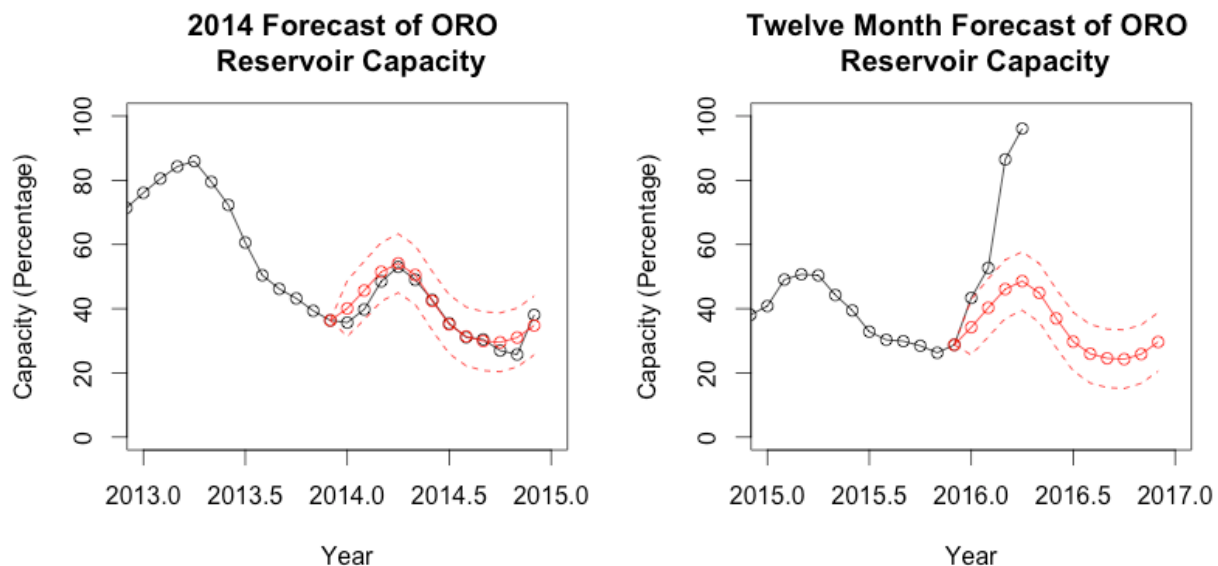 2014 Forecast of ORO
Reservoir Capacity
Capacity (Percentage)
100
80
60
40
20
0
2013.0 2013.5 2014.0 2014.5 2015.0
Year
Twelve Month Forecast of ORO
Reservoir Capacity
Capacity (Percentage)
100
80
60
40
20
0
2015.0 2015.5 2016.0 2016.5 2017.0
Year